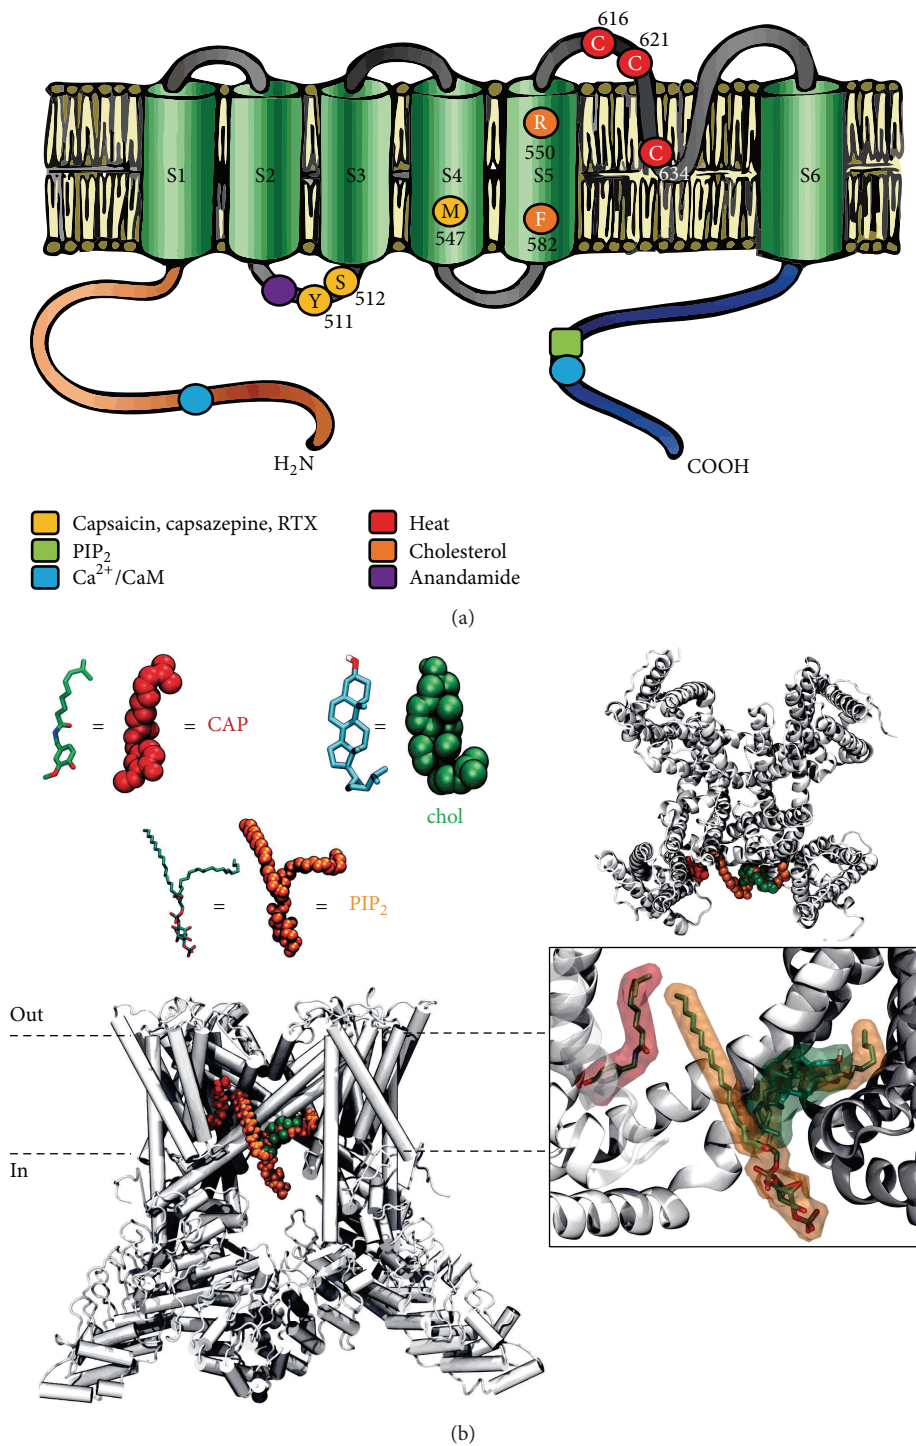 616
C
621
C
R
C
550
634
S1
S2
S3
S4
S5
S6
M
F
547
582
S
Y
512
511
H₂N
COOH
Capsaicin, capsazepine, RTX
PIP₂
Ca²⁺/CaM
Heat
Cholesterol
Anandamide
(a)
= = CAP
=
chol
= = PIP₂
Out
In
(b)